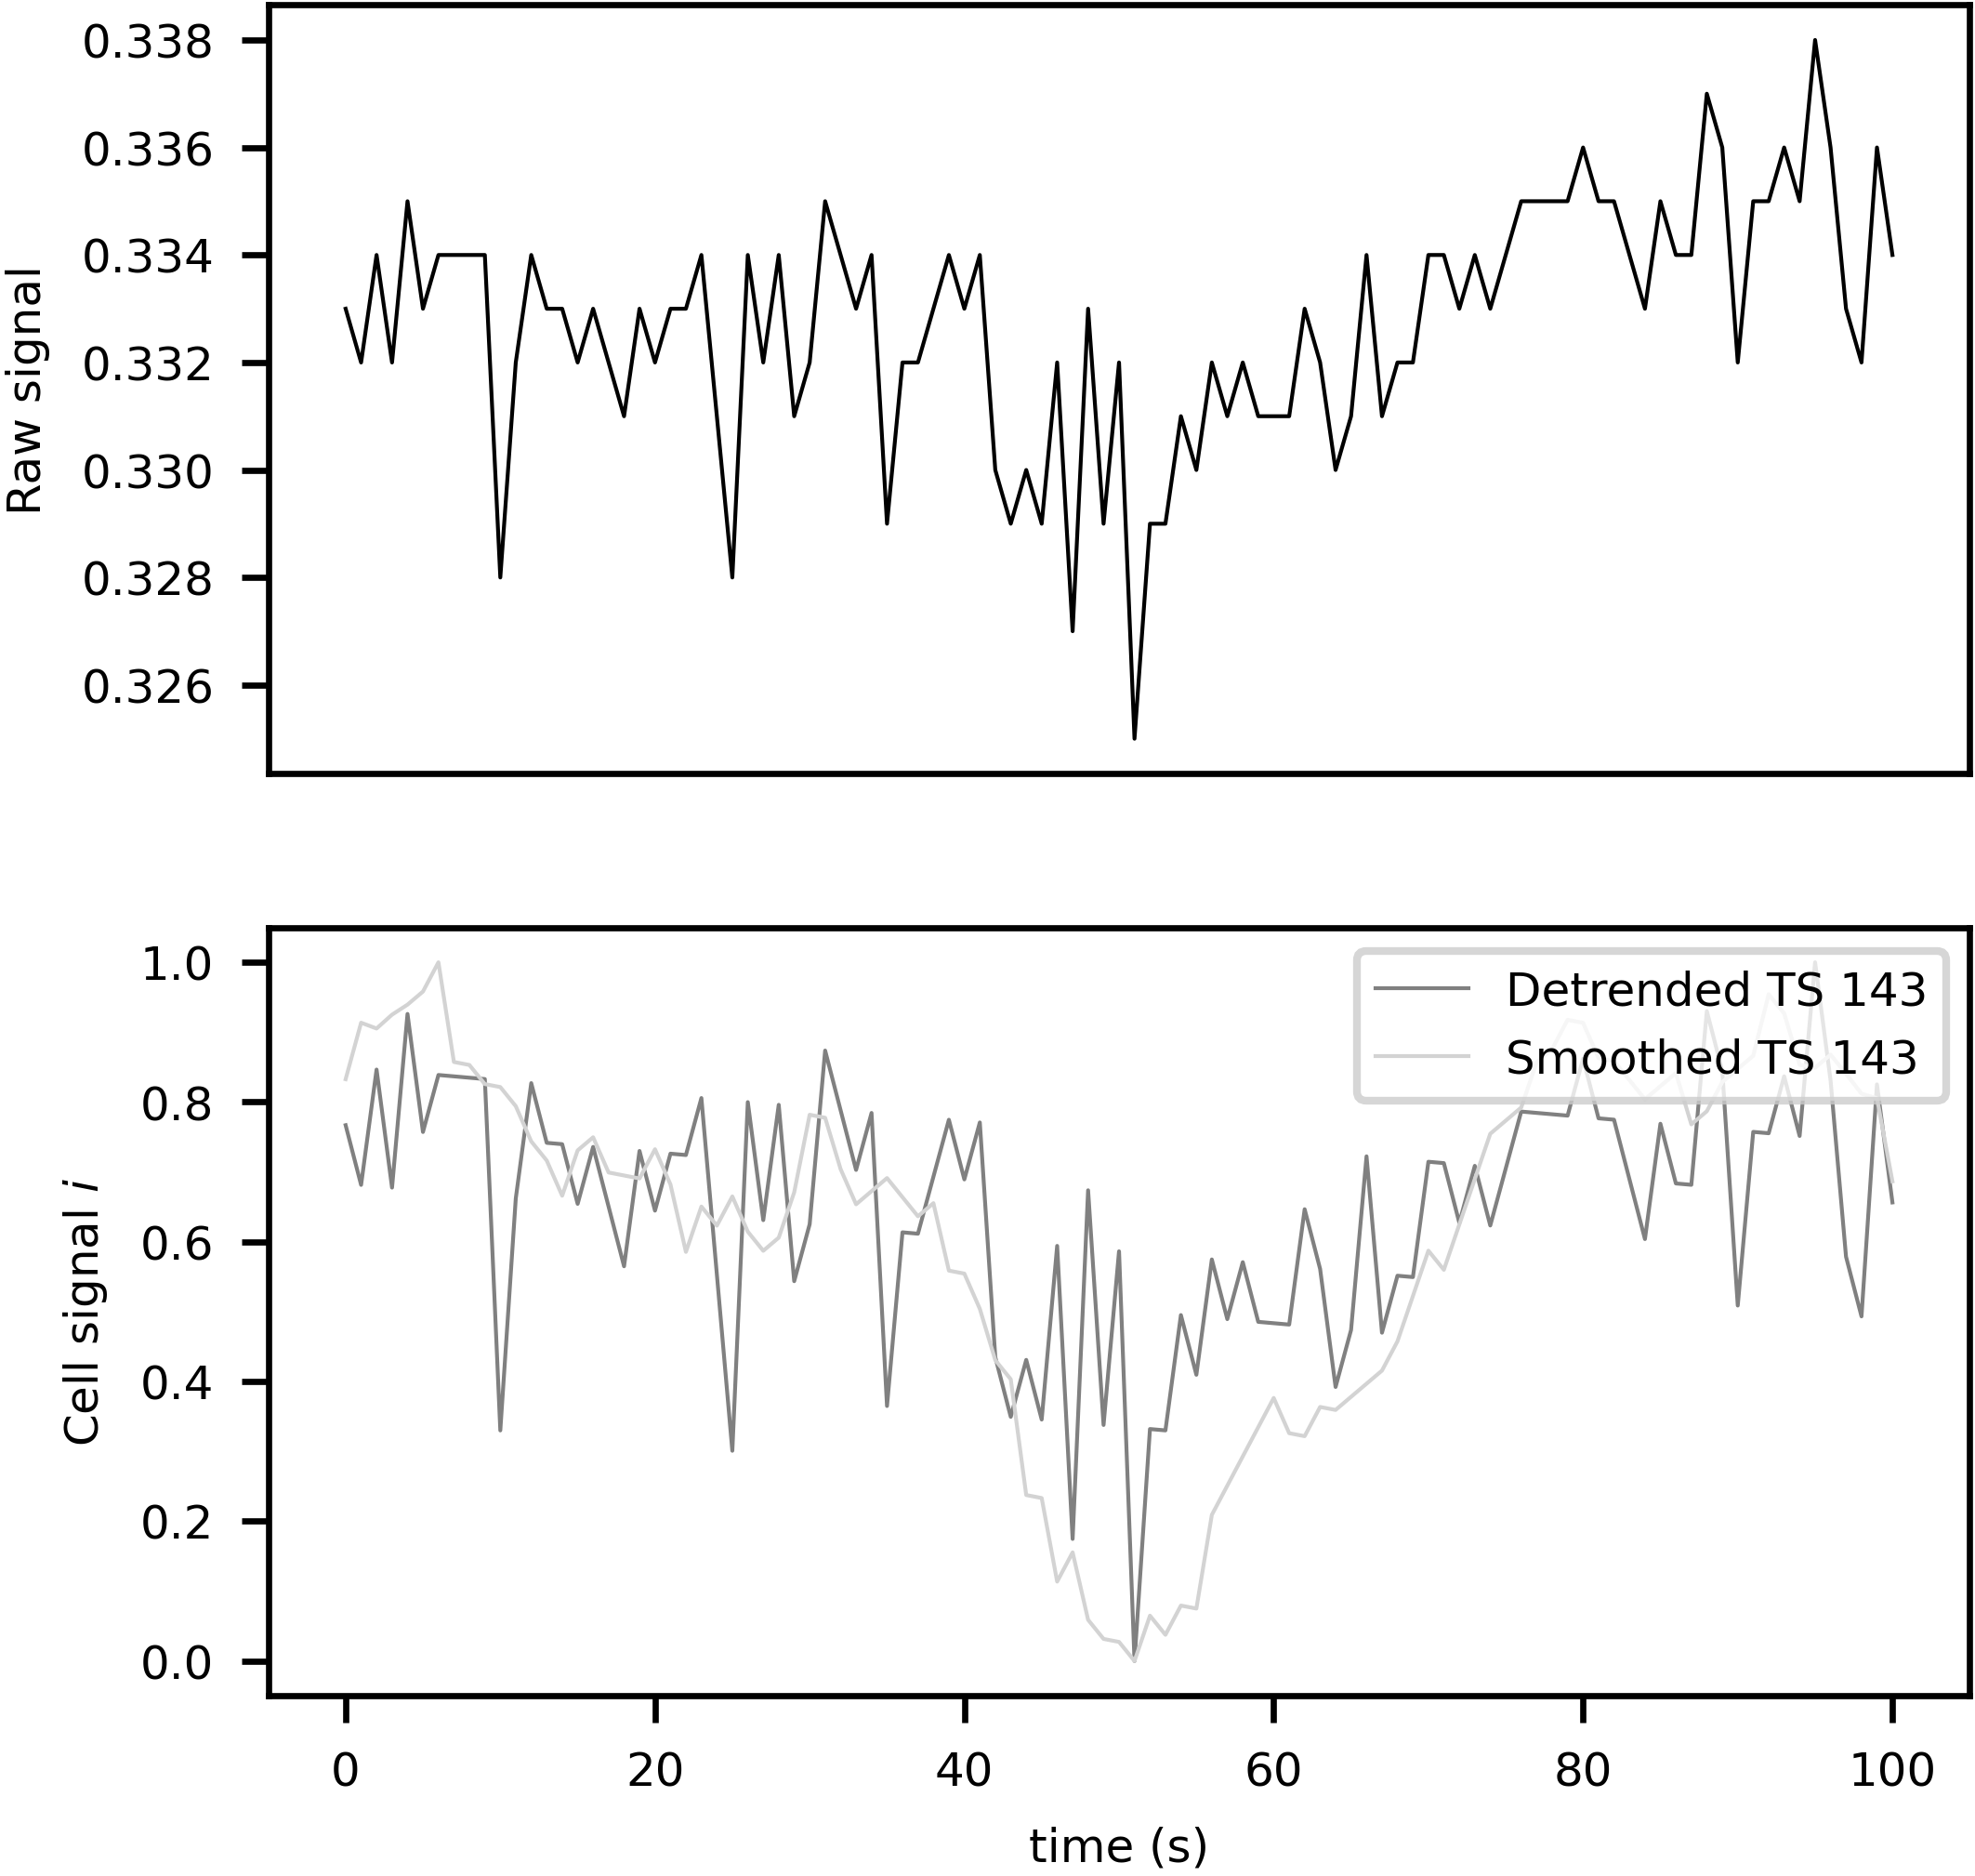 0.338
0.336
0.334
0.332
0.330
0.328
0.326
Raw signal
1.0
0.8
0.6
0.4
0.2
0.0
Cell signal i
Detrended TS 143
Smoothed TS 143
0 20 40 60 80 100
time (s)